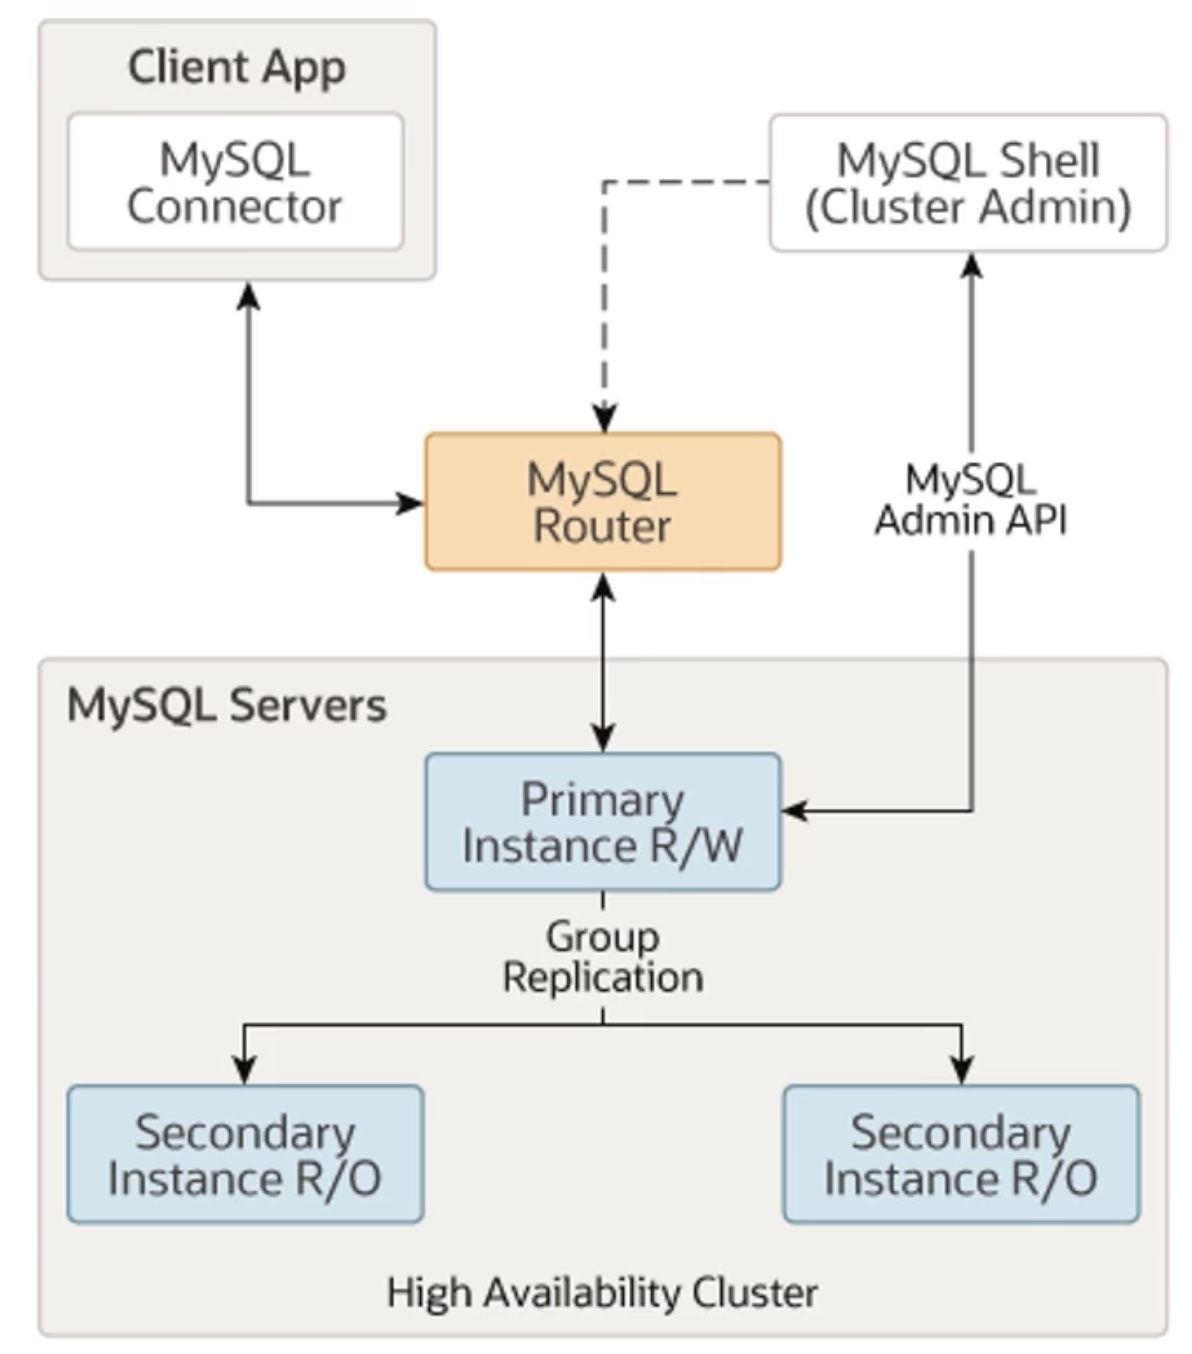 Client App
MySQL
Connector
MySQL Shell
(Cluster Admin)
MySQL
Router
MySQL
Admin API
MySQL Servers
Primary
Instance R/W
Group
Replication
Secondary
Instance R/O
Secondary
Instance R/O
High Availability Cluster